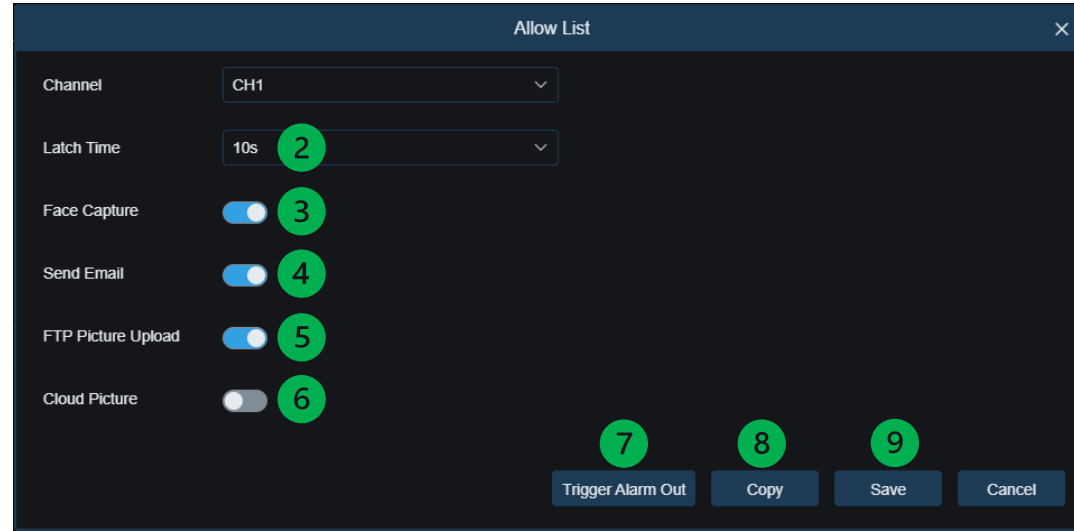 Allow List
Channel CH1
Latch Time 10s 2
Face Capture 3
Send Email 4
FTP Picture Upload 5
Cloud Picture 6
7 8 9
Trigger Alarm Out Copy Save Cancel